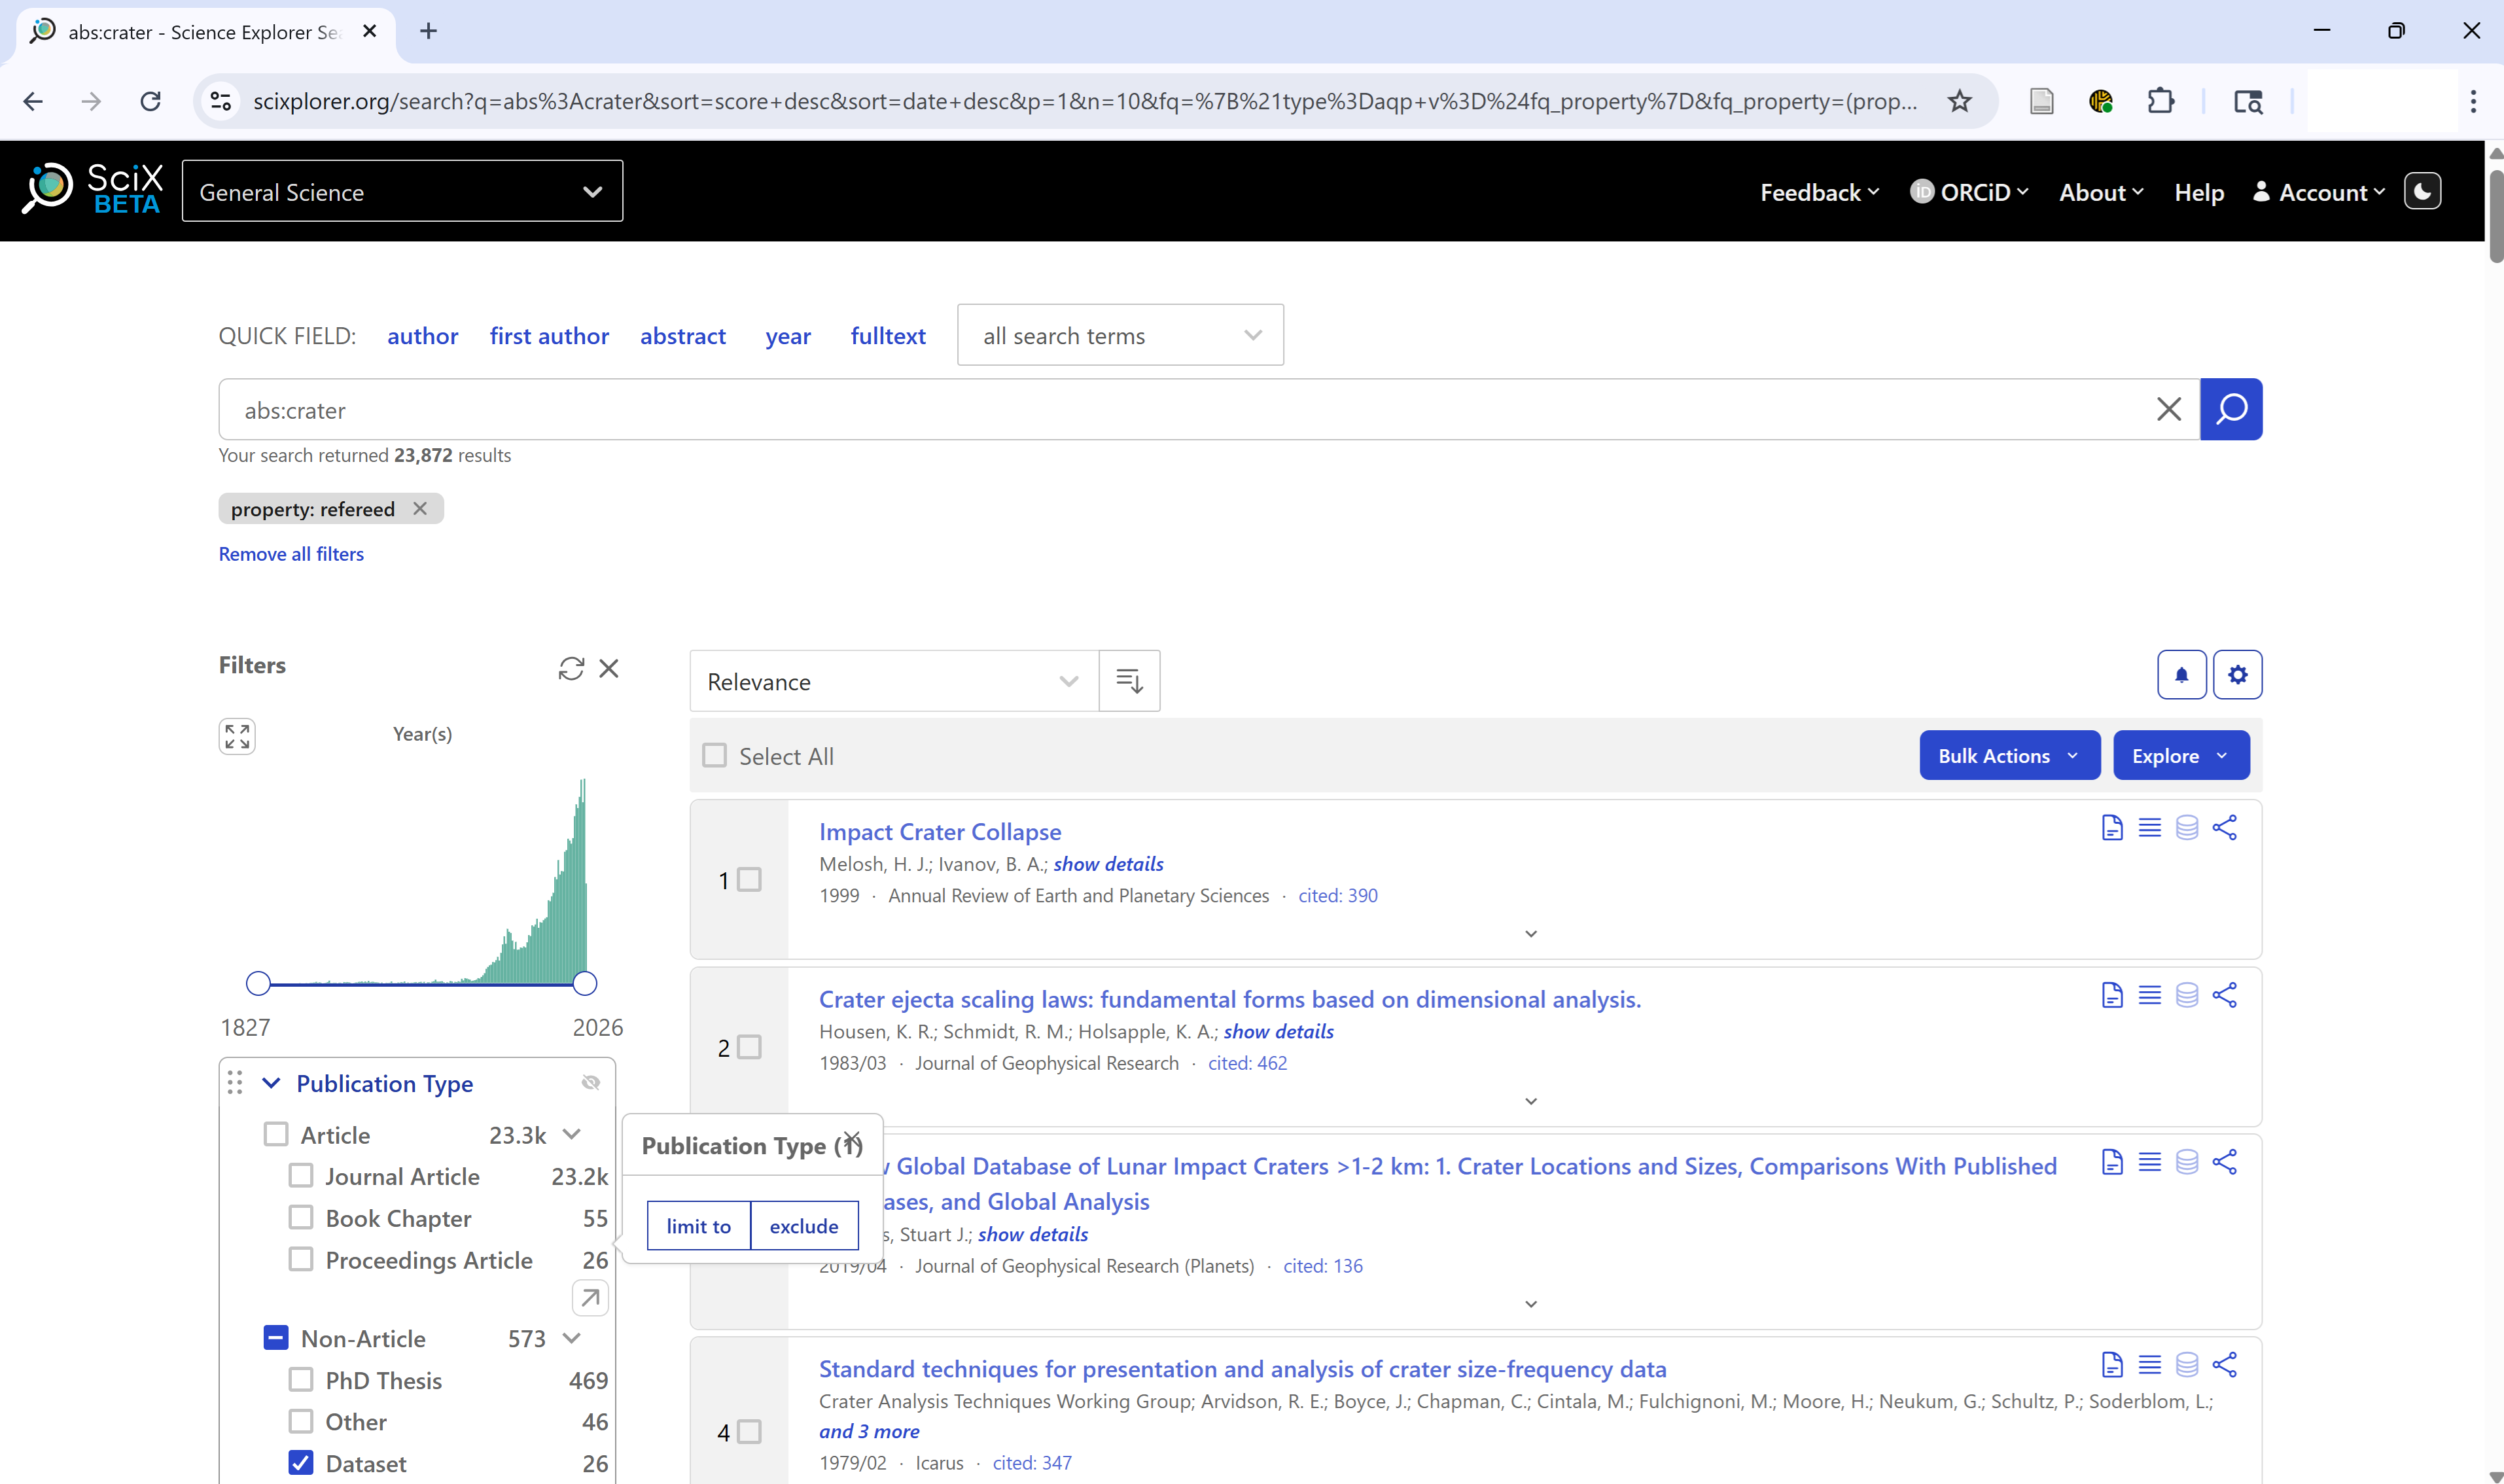 abs:crater - Science Explorer Se
scixplorer.org/search?q=abs%3Acrater&sort=score+desc&sort=date+desc&p=1&n=10&fq=%7B%21type%3Daqp+v%3D%24fq_property%7D&fq_property=(prop...
SciX
BETA
General Science
Feedback
iD ORCiD
About
Help
Account
QUICK FIELD: author first author abstract year fulltext all search terms
abs:crater
Your search returned 23,872 results
property: refereed
Remove all filters
Filters
Year(s)
1827 2026
Publication Type
Article 23.3k
Journal Article 23.2k
Book Chapter 55
Proceedings Article 26
Non-Article 573
PhD Thesis 469
Other 46
Dataset 26
Publication Type (1)
limit to exclude
Relevance
Select All
Bulk Actions
Explore
1
Impact Crater Collapse
Melosh, H. J.; Ivanov, B. A.; show details
1999 · Annual Review of Earth and Planetary Sciences · cited: 390
2
Crater ejecta scaling laws: fundamental forms based on dimensional analysis.
Housen, K. R.; Schmidt, R. M.; Holsapple, K. A.; show details
1983/03 · Journal of Geophysical Research · cited: 462
Global Database of Lunar Impact Craters >1-2 km: 1. Crater Locations and Sizes, Comparisons With Published
ases, and Global Analysis
s, Stuart J.; show details
2019/04 · Journal of Geophysical Research (Planets) · cited: 136
4
Standard techniques for presentation and analysis of crater size-frequency data
Crater Analysis Techniques Working Group; Arvidson, R. E.; Boyce, J.; Chapman, C.; Cintala, M.; Fulchignoni, M.; Moore, H.; Neukum, G.; Schultz, P.; Soderblom, L.;
and 3 more
1979/02 · Icarus · cited: 347